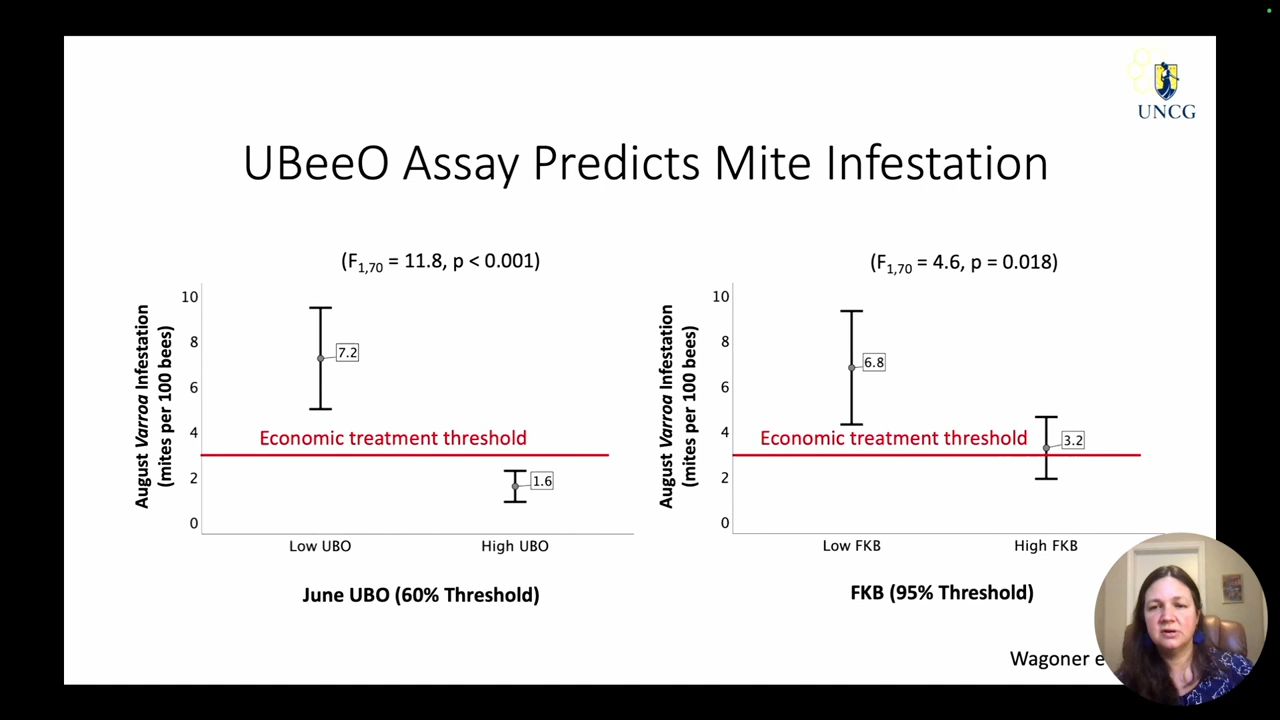 UNCG
UBeeO Assay Predicts Mite Infestation
(F1,70 = 11.8, p < 0.001)
August Varroa Infestation
(mites per 100 bees)
10
8
6
4
2
0
7.2
Economic treatment threshold
1.6
Low UBO
High UBO
June UBO (60% Threshold)
(F1,70 = 4.6, p = 0.018)
August Varroa Infestation
(mites per 100 bees)
10
8
6
4
2
0
6.8
Economic treatment threshold
3.2
Low FKB
High FKB
FKB (95% Threshold)
Wagoner e